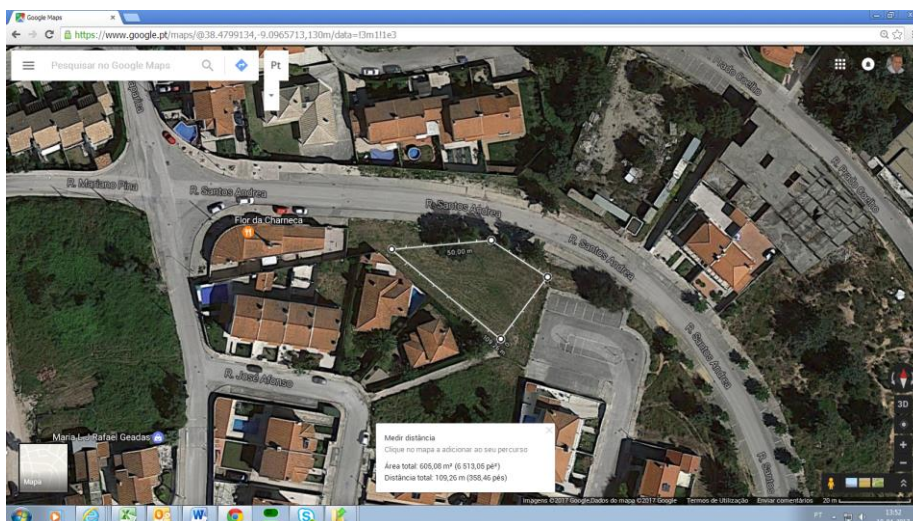 Google Maps
https://www.google.pt/maps/@38.4799134,-9.0965713,130m/data=!3m1!1e3
Pesquisar no Google Maps
Pt
R. Prado Coelho
R. Mariano Pina
R. Santos Andrea
R. Santos Andrea
Flor da Charneca
R. Santos Andrea
50,00 m
R. Santos Andrea
R. José Afonso
3D
Maria L J Rafael Geadas
Medir distância
Clique no mapa a adicionar ao seu percurso
Área total: 605,08 m² (6 513,05 pé²)
Distância total: 109,26 m (358,46 pés)
Mapa
Imagens ©2017 Google,Dados do mapa ©2017 Google Termos de Utilização Enviar comentários 20 m
PT 13:52